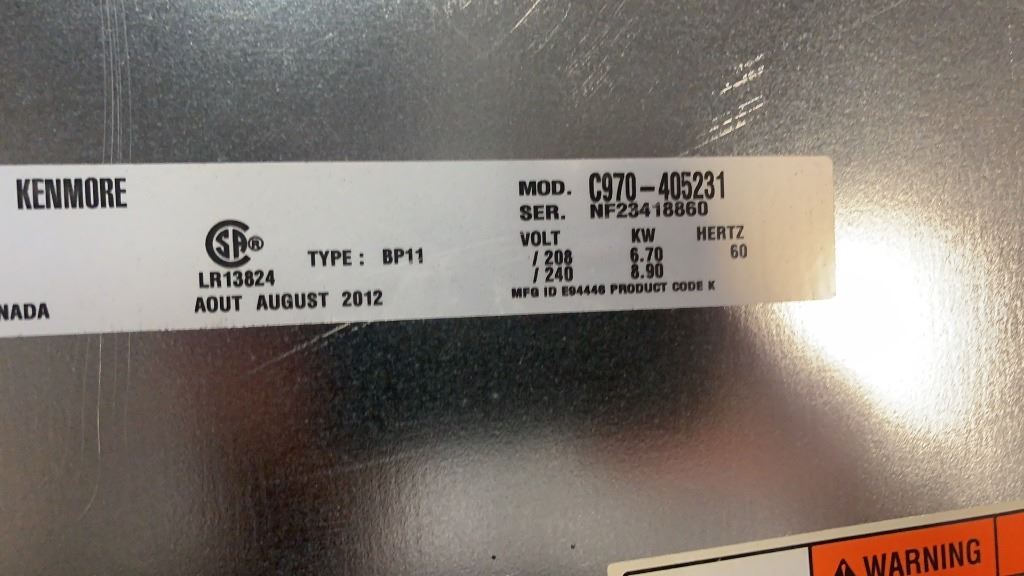 KENMORE
MOD. C970-405231
SER. NF23418860
VOLT KW HERTZ
/ 208 6.70 60
/ 240 8.90
MFG ID E94446 PRODUCT CODE K
SA®
TYPE : BP11
LR13824
AOUT AUGUST 2012
NADA
WARNING